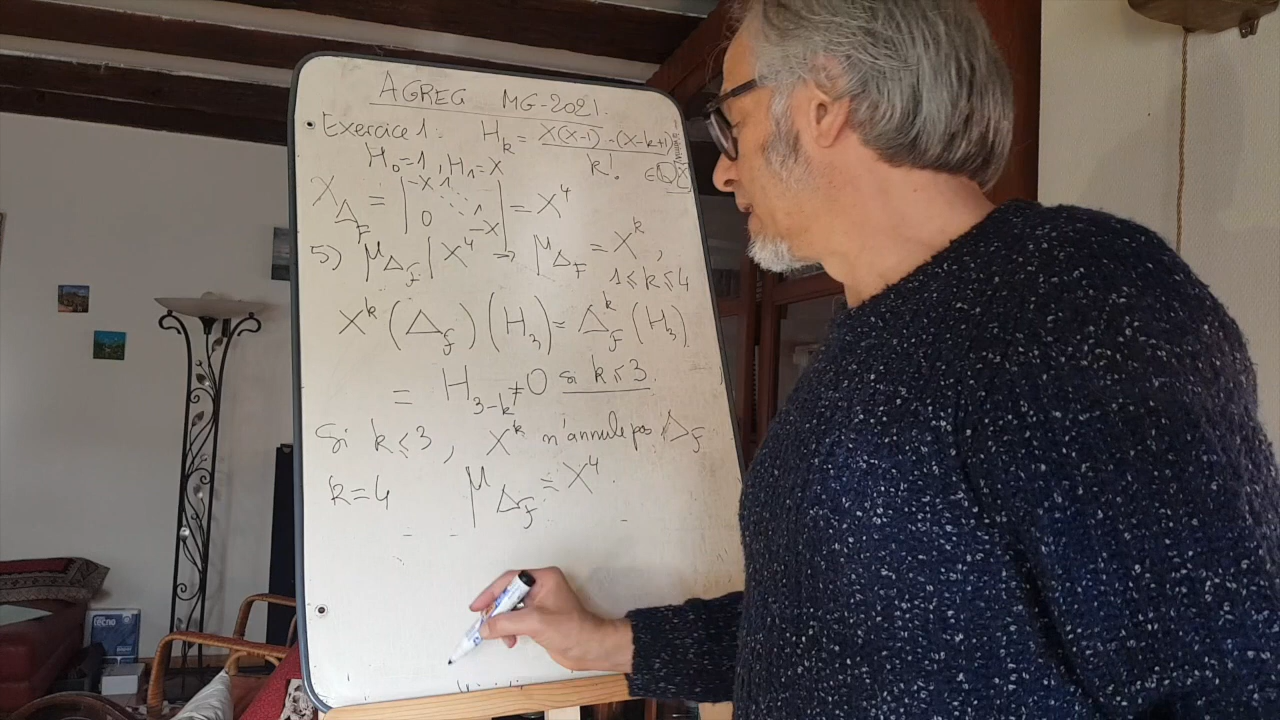 AGREG MG-2021.
Exercice 1: H_k = X(X-1)--(X-k+1) / k! ∈ Q[X]
H_0=1, H_1=X
χ_{Δ_F} = | -X 1 0 1 -X | = X^4
5) μ_{Δ_F} | X^4 ⇒ μ_{Δ_F} = X^k,
1≤k≤4
X^k (Δ_F)(H_3) = Δ_F^k (H_3)
= H_{3-k} ≠ 0 si k≤3
Si k≤3, X^k n'annule pas Δ_F
k=4 μ_{Δ_F} = X^4.
tecno